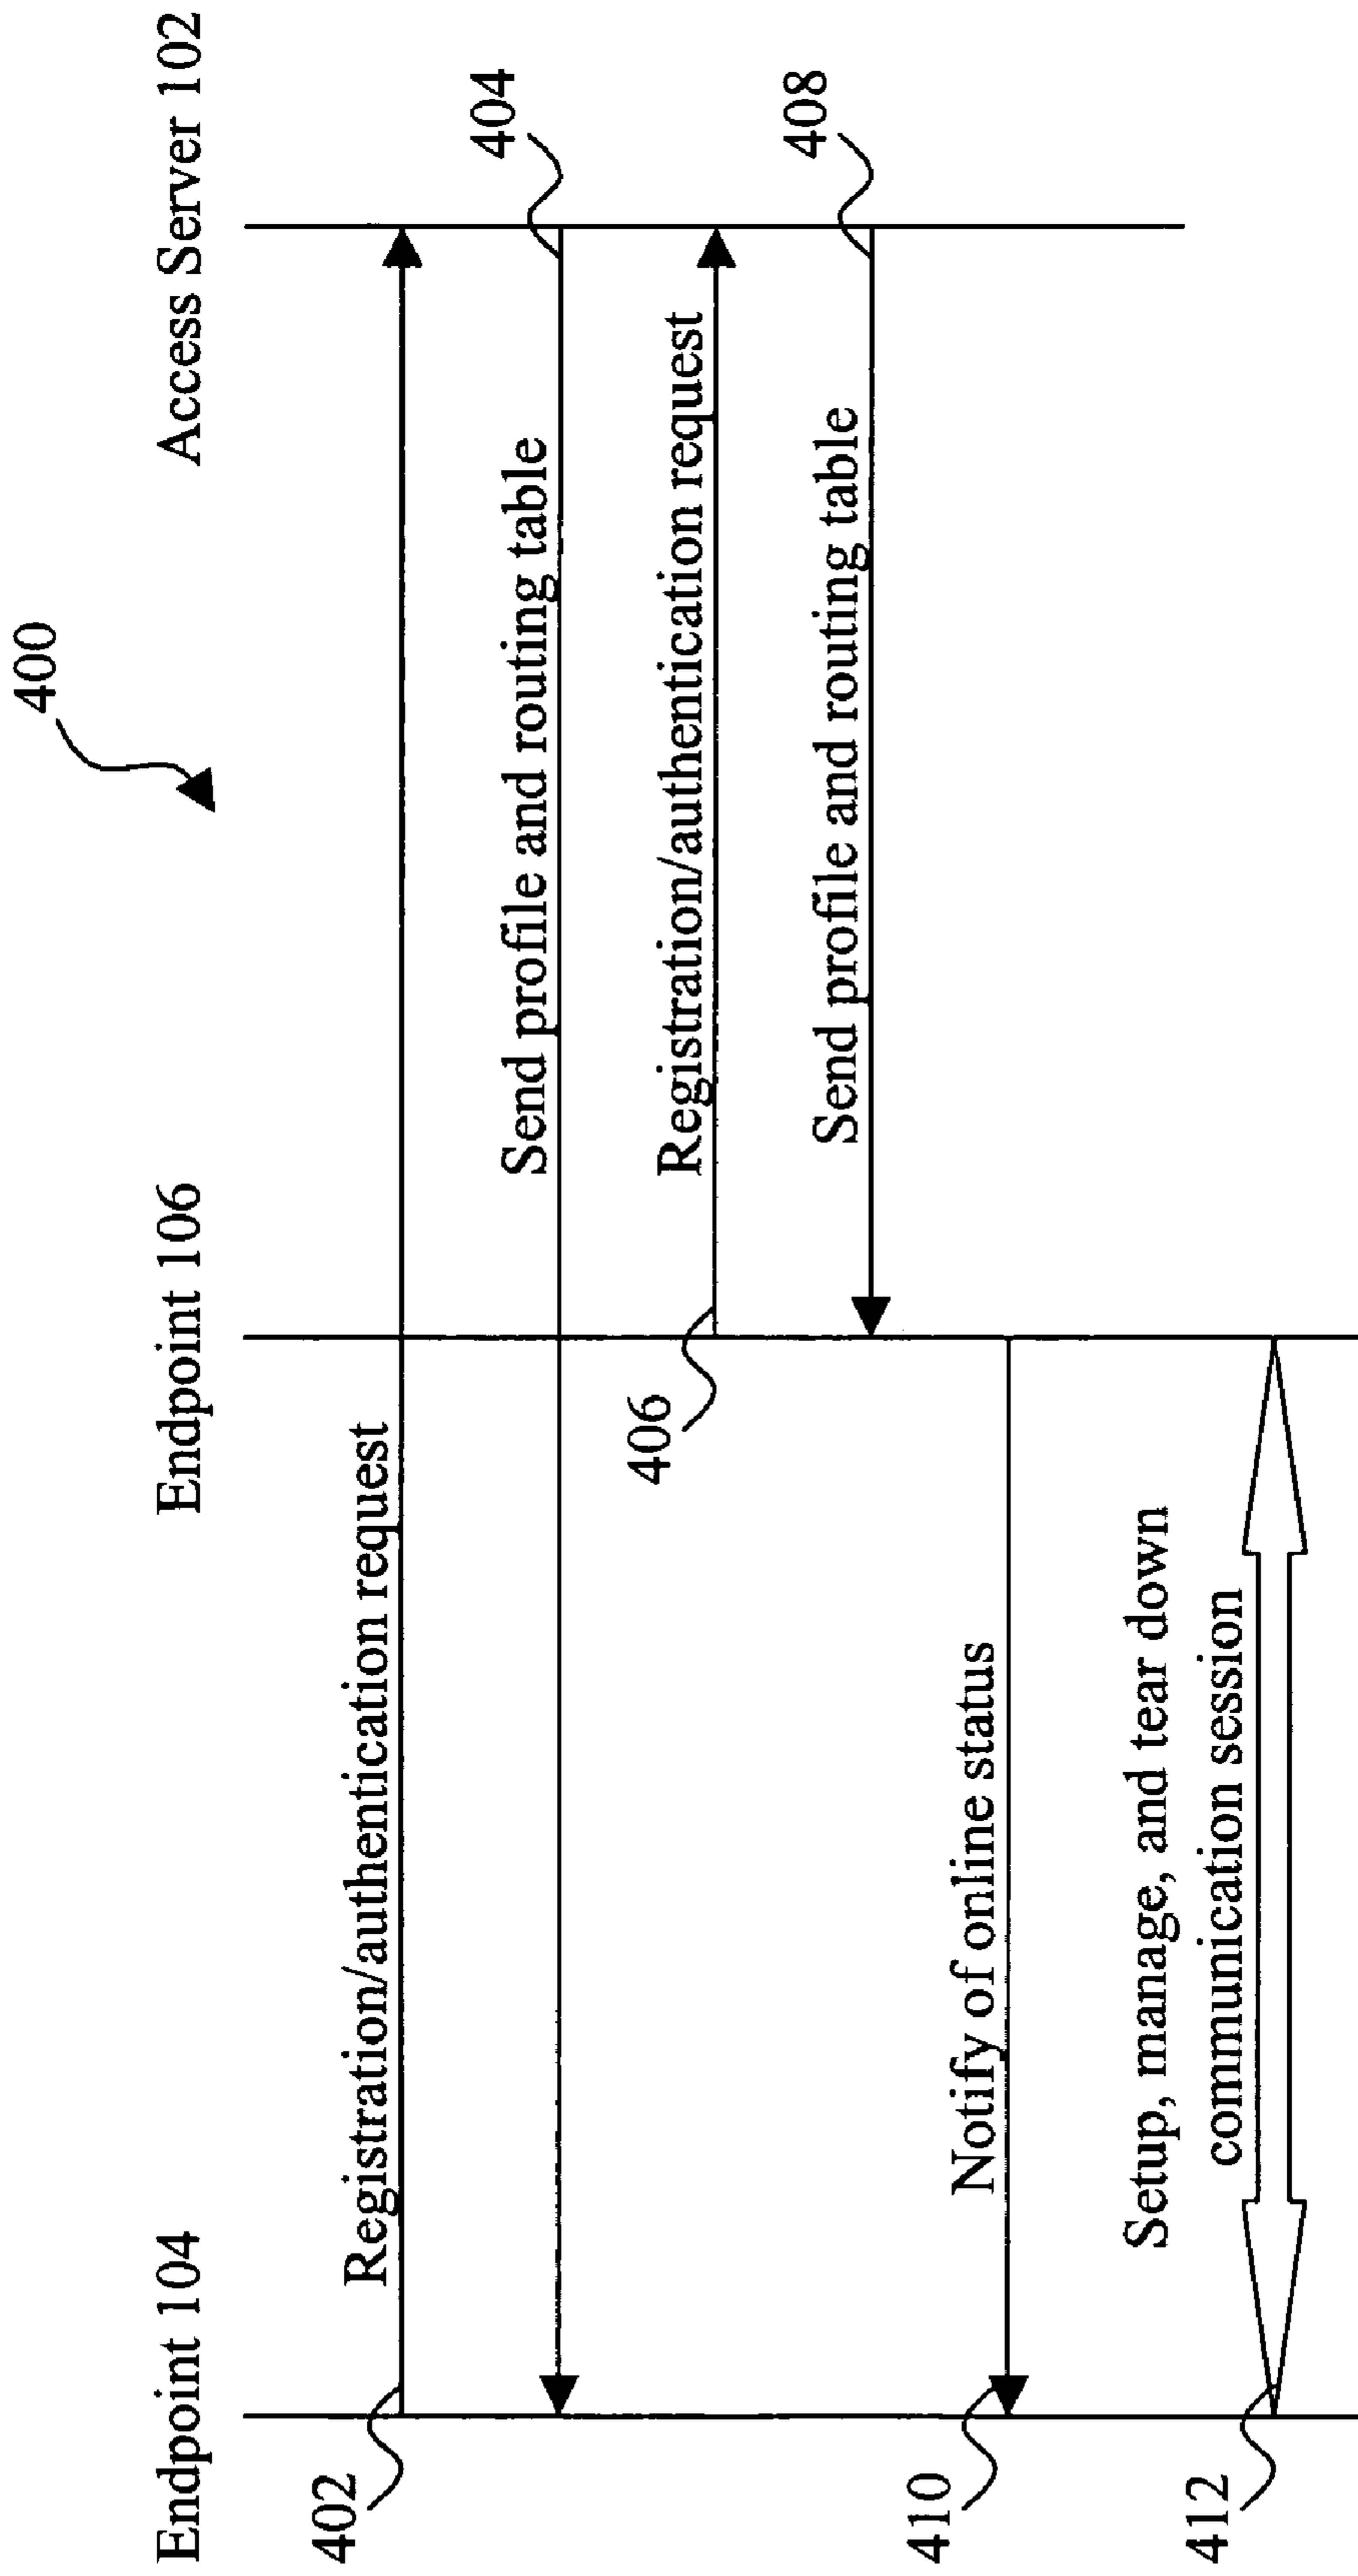 400
Endpoint 104
Endpoint 106
Access Server 102
402
Registration/authentication request
404
Send profile and routing table
406
Registration/authentication request
408
Send profile and routing table
410
Notify of online status
412
Setup, manage, and tear down
communication session